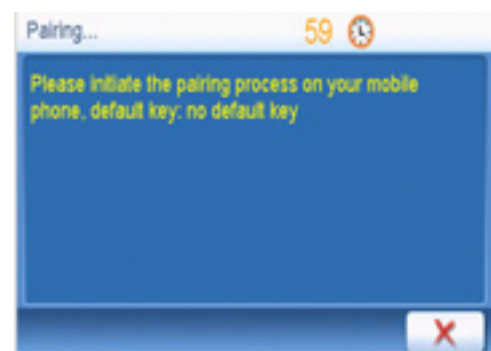 Pairing... 59
Please initiate the pairing process on your mobile
phone, default key: no default key